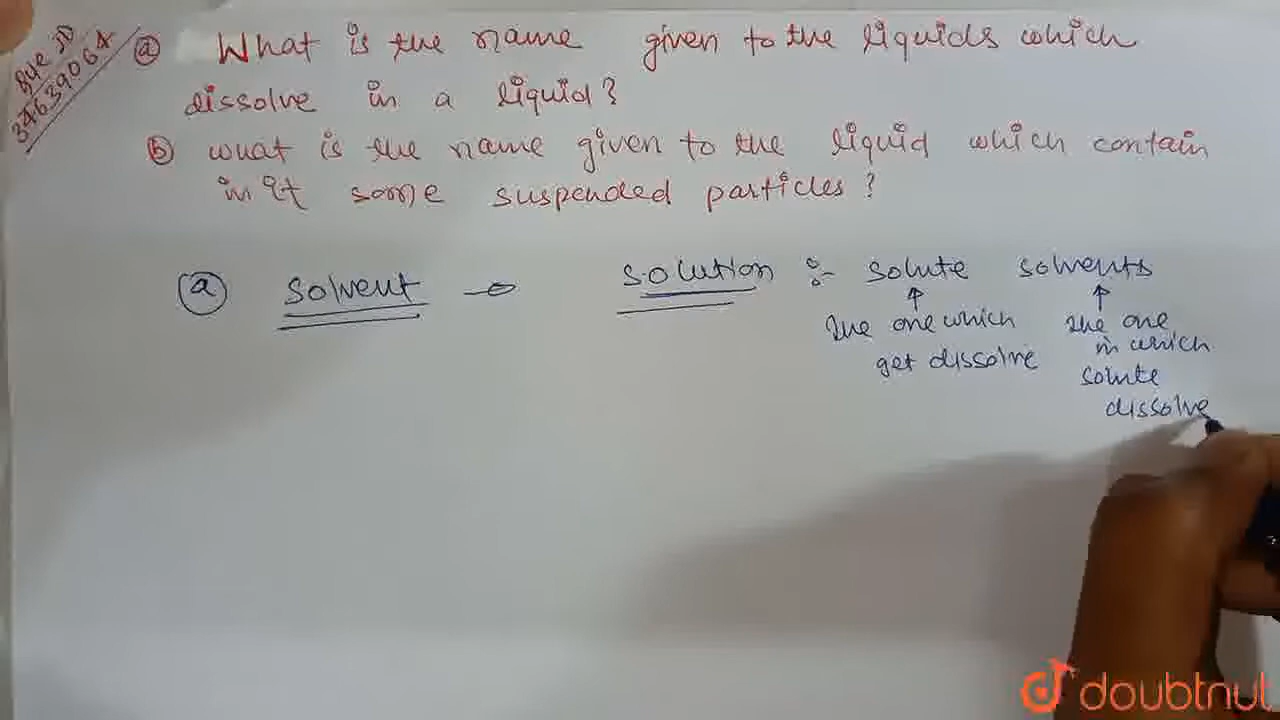 Bye ID
34639064
(a) What is the name given to the liquids which
dissolve in a liquid?
(b) what is the name given to the liquid which contain
in it some suspended particles?
(a) Solvent → Solution :- solute solvents
↑ ↑
The one which
get dissolve
The one
in which
solute
dissolve
doubtnut